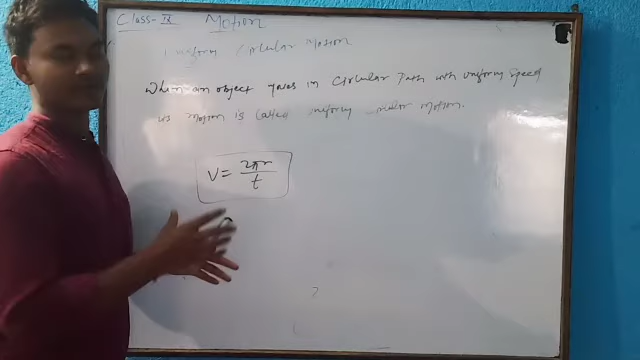 Class- IX Motion
Uniform Circular Motion
When an object moves in Circular Path with Uniform Speed
its motion is Called uniform circular motion.
V = 2πr / t